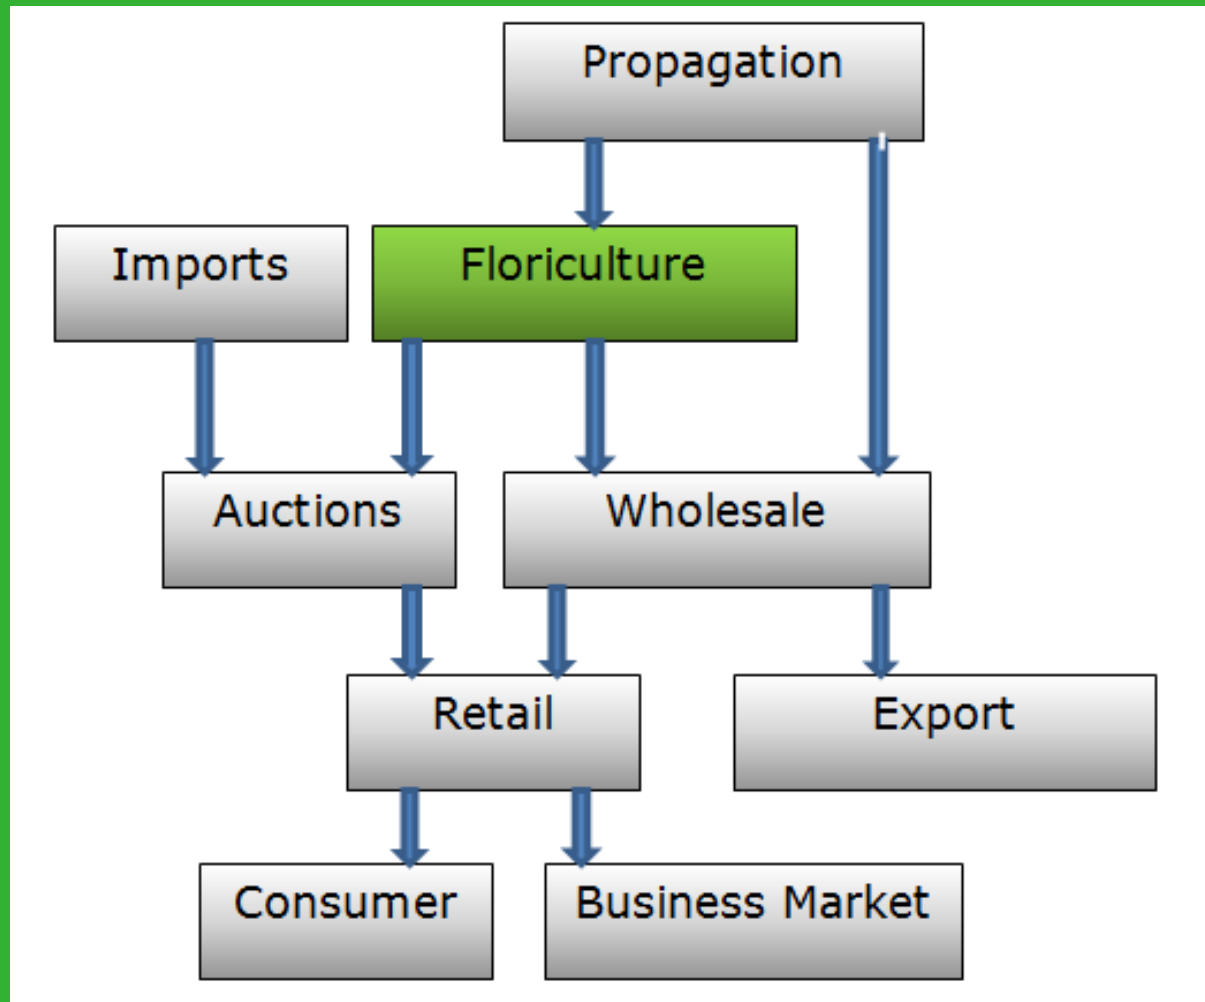 Propagation
Imports
Floriculture
Auctions
Wholesale
Retail
Export
Consumer
Business Market